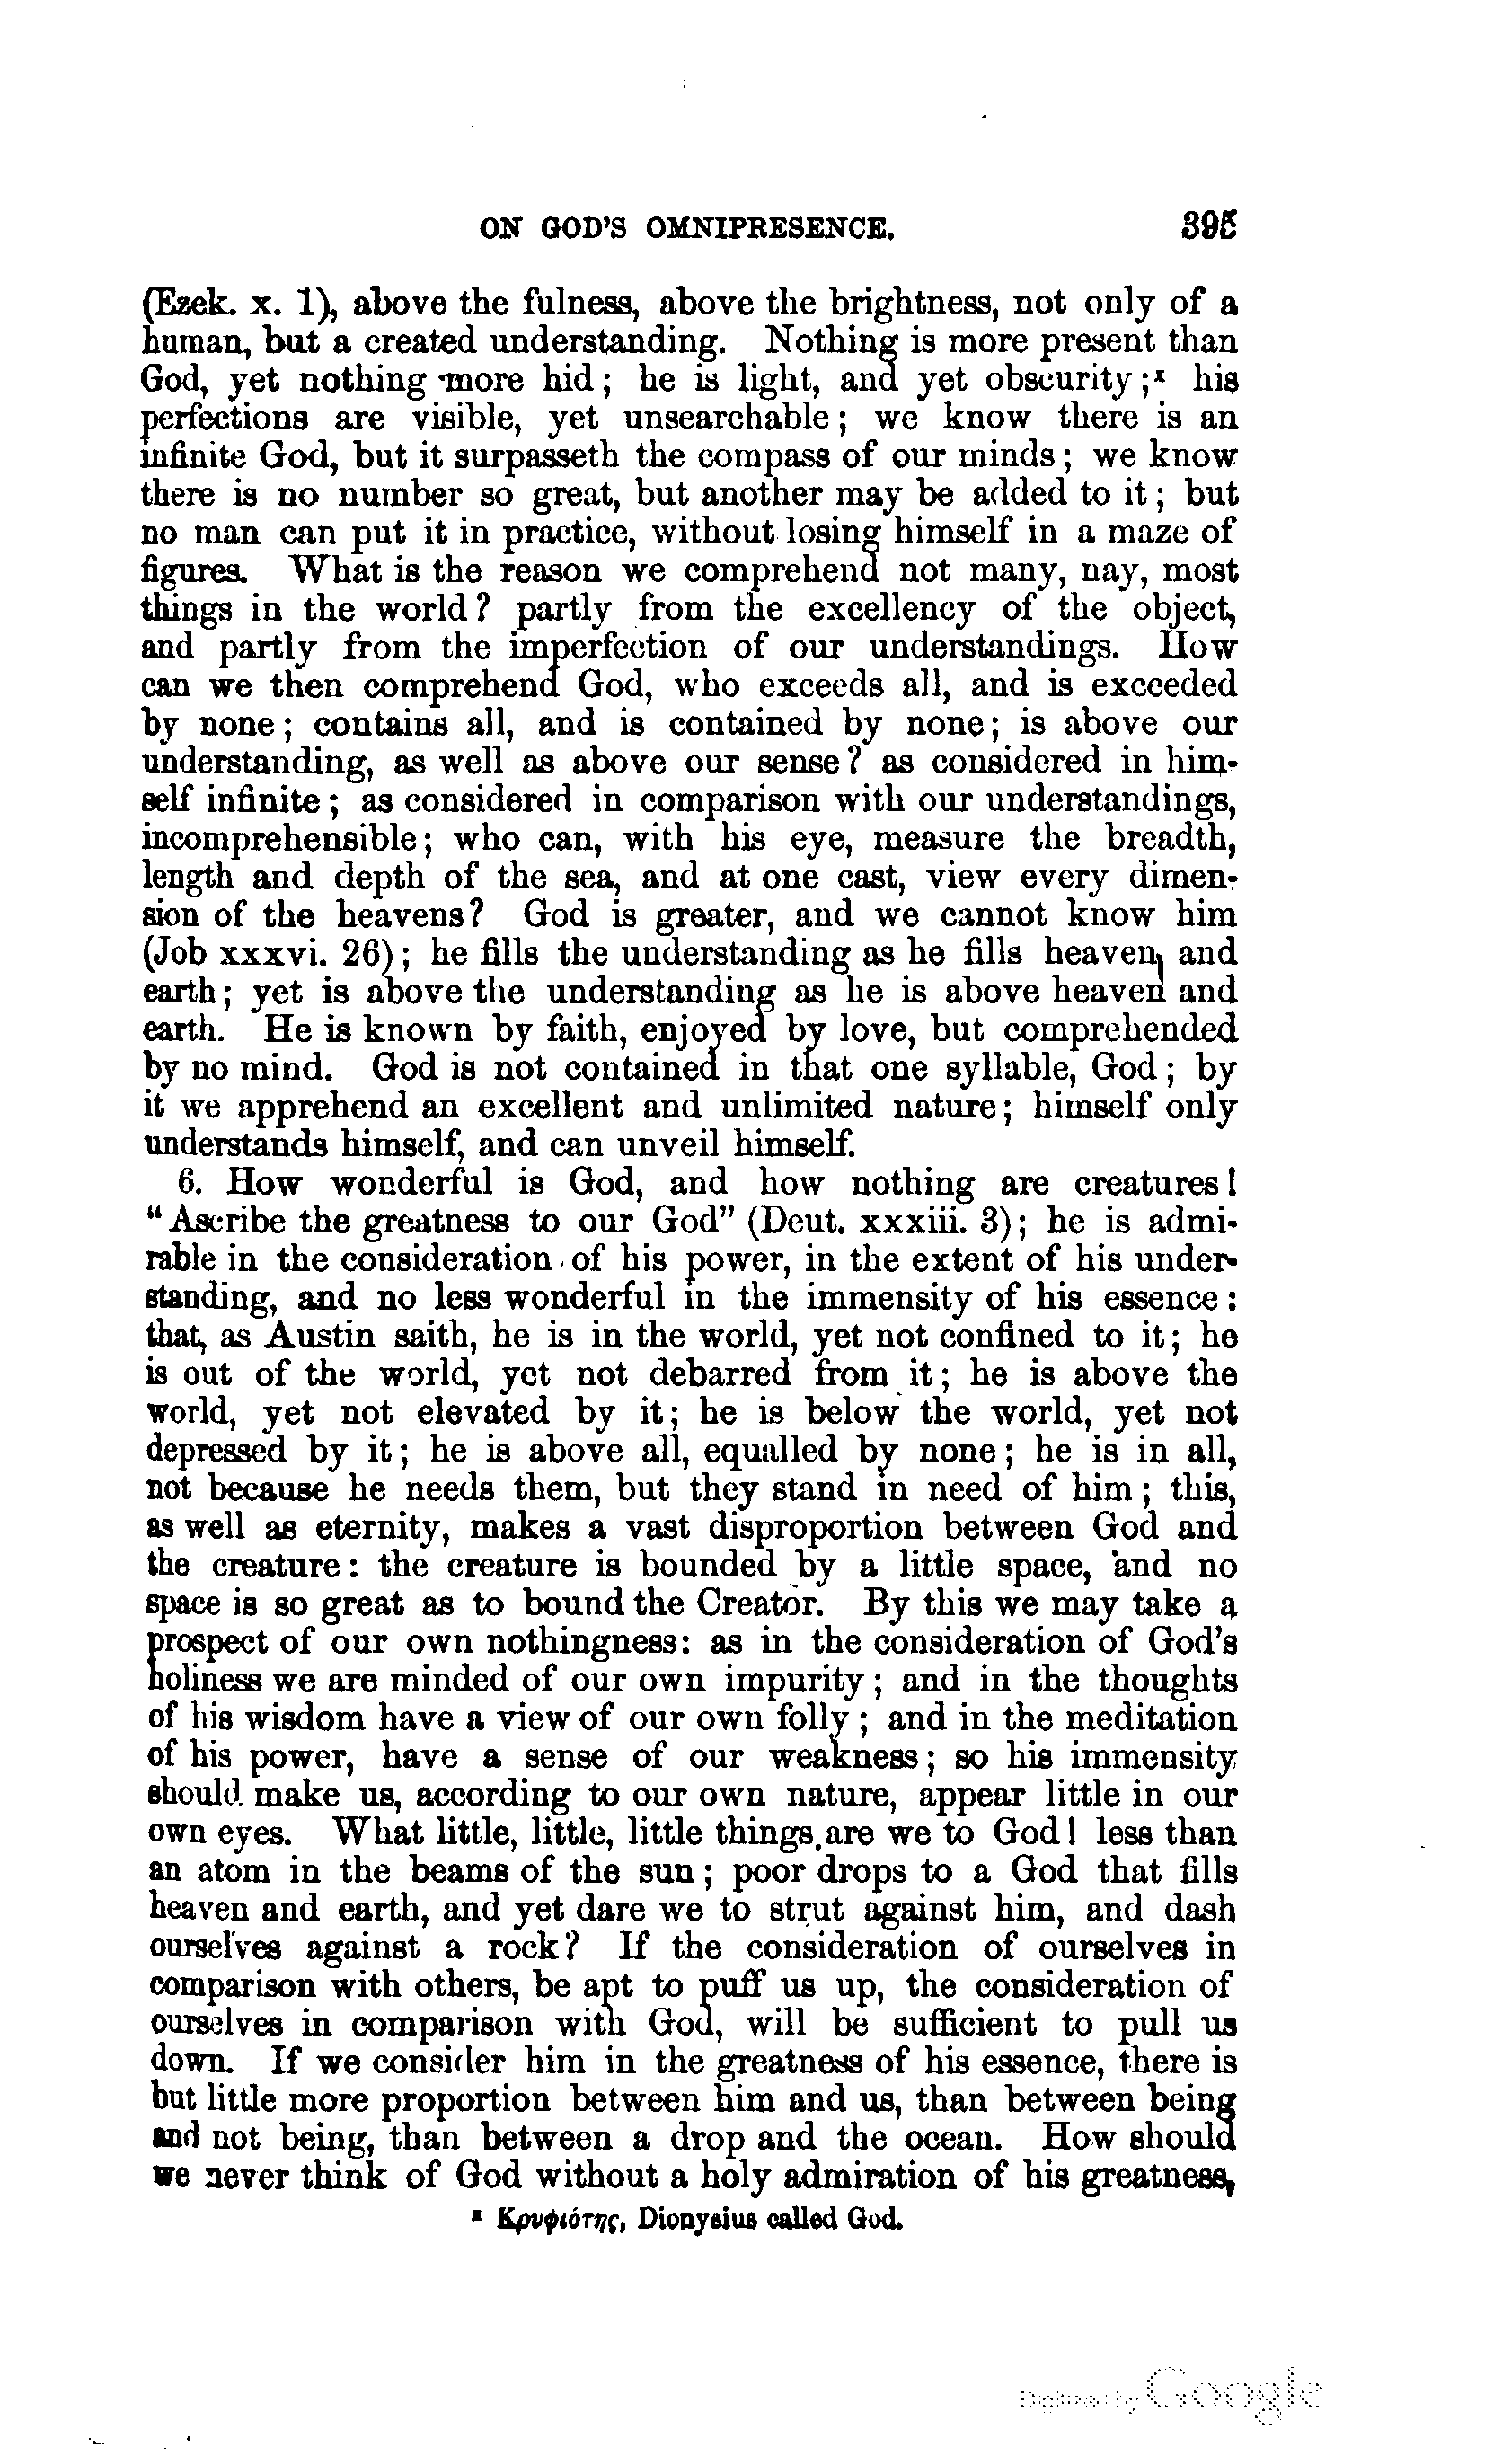 ON GOD'S OMNIPRESENCE. 395
(Ezek. x. 1), above the fulness, above the brightness, not only of a
human, but a created understanding. Nothing is more present than
God, yet nothing more hid; he is light, and yet obscurity;ˣ his
perfections are visible, yet unsearchable; we know there is an
infinite God, but it surpasseth the compass of our minds; we know
there is no number so great, but another may be added to it; but
no man can put it in practice, without losing himself in a maze of
figures. What is the reason we comprehend not many, nay, most
things in the world? partly from the excellency of the object,
and partly from the imperfection of our understandings. How
can we then comprehend God, who exceeds all, and is exceeded
by none; contains all, and is contained by none; is above our
understanding, as well as above our sense? as considered in him-
self infinite; as considered in comparison with our understandings,
incomprehensible; who can, with his eye, measure the breadth,
length and depth of the sea, and at one cast, view every dimen-
sion of the heavens? God is greater, and we cannot know him
(Job xxxvi. 26); he fills the understanding as he fills heaven and
earth; yet is above the understanding as he is above heaven and
earth. He is known by faith, enjoyed by love, but comprehended
by no mind. God is not contained in that one syllable, God; by
it we apprehend an excellent and unlimited nature; himself only
understands himself, and can unveil himself.
6. How wonderful is God, and how nothing are creatures!
"Ascribe the greatness to our God" (Deut. xxxiii. 3); he is admi-
rable in the consideration of his power, in the extent of his under-
standing, and no less wonderful in the immensity of his essence:
that, as Austin saith, he is in the world, yet not confined to it; he
is out of the world, yet not debarred from it; he is above the
world, yet not elevated by it; he is below the world, yet not
depressed by it; he is above all, equalled by none; he is in all,
not because he needs them, but they stand in need of him; this,
as well as eternity, makes a vast disproportion between God and
the creature: the creature is bounded by a little space, and no
space is so great as to bound the Creator. By this we may take a
prospect of our own nothingness: as in the consideration of God's
holiness we are minded of our own impurity; and in the thoughts
of his wisdom have a view of our own folly; and in the meditation
of his power, have a sense of our weakness; so his immensity
should make us, according to our own nature, appear little in our
own eyes. What little, little, little things are we to God! less than
an atom in the beams of the sun; poor drops to a God that fills
heaven and earth, and yet dare we to strut against him, and dash
ourselves against a rock? If the consideration of ourselves in
comparison with others, be apt to puff us up, the consideration of
ourselves in comparison with God, will be sufficient to pull us
down. If we consider him in the greatness of his essence, there is
but little more proportion between him and us, than between being
and not being, than between a drop and the ocean. How should
we never think of God without a holy admiration of his greatness,
ˣ Κρυφιότης, Dionysius called God.
Digitized by Google